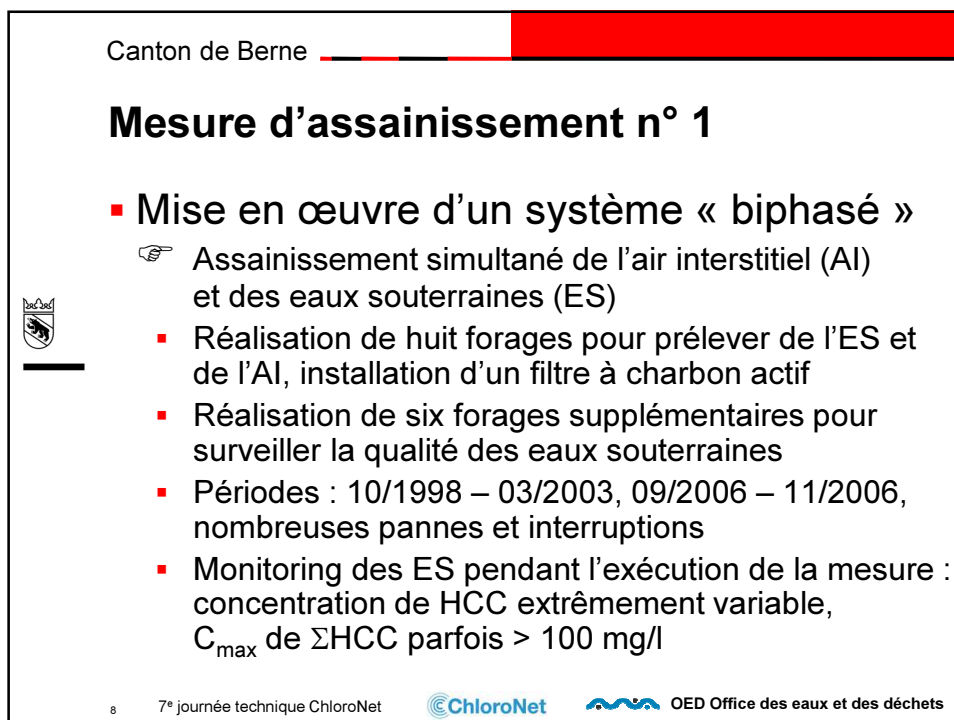 Canton de Berne
Mesure d’assainissement n° 1
▪ Mise en œuvre d’un système « biphasé »
☞ Assainissement simultané de l’air interstitiel (AI)
et des eaux souterraines (ES)
▪ Réalisation de huit forages pour prélever de l’ES et
de l’AI, installation d’un filtre à charbon actif
▪ Réalisation de six forages supplémentaires pour
surveiller la qualité des eaux souterraines
▪ Périodes : 10/1998 – 03/2003, 09/2006 – 11/2006,
nombreuses pannes et interruptions
▪ Monitoring des ES pendant l’exécution de la mesure :
concentration de HCC extrêmement variable,
Cmax de ΣHCC parfois > 100 mg/l
8 7e journée technique ChloroNet ChloroNet OED Office des eaux et des déchets